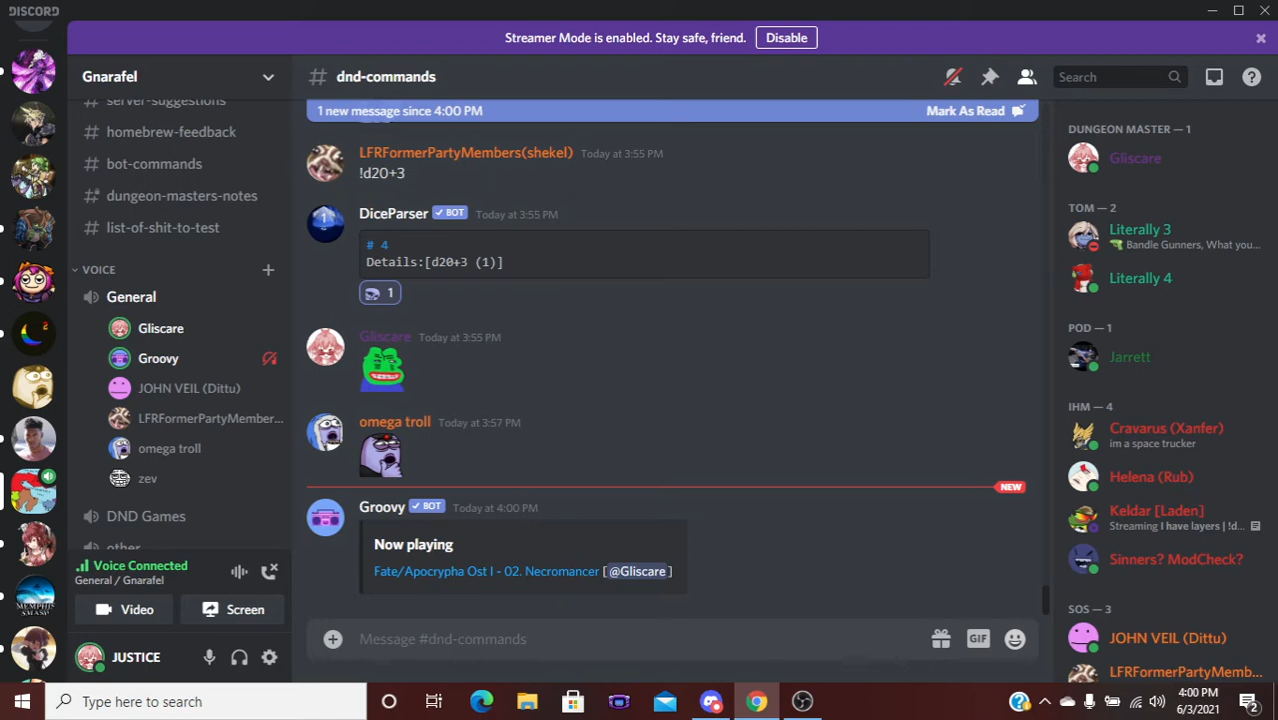 DISCORD
Streamer Mode is enabled. Stay safe, friend. Disable
Gnarafel
server-suggestions
homebrew-feedback
bot-commands
dungeon-masters-notes
list-of-shit-to-test
VOICE
General
Gliscare
Groovy
JOHN VEIL (Dittu)
LFRFormerPartyMember...
omega troll
zev
DND Games
other
Voice Connected
General / Gnarafel
Video
Screen
JUSTICE
# dnd-commands
Search
1 new message since 4:00 PM
Mark As Read
LFRFormerPartyMembers(shekel) Today at 3:55 PM
!d20+3
DiceParser BOT Today at 3:55 PM
# 4
Details:[d20+3 (1)]
1
Gliscare Today at 3:55 PM
omega troll Today at 3:57 PM
NEW
Groovy BOT Today at 4:00 PM
Now playing
Fate/Apocrypha Ost I - 02. Necromancer [@Gliscare]
Message #dnd-commands
GIF
DUNGEON MASTER — 1
Gliscare
TOM — 2
Literally 3
Bandle Gunners, What you...
Literally 4
POD — 1
Jarrett
IHM — 4
Cravarus (Xanfer)
im a space trucker
Helena (Rub)
Keldar [Laden]
Streaming I have layers | !d...
Sinners? ModCheck?
SOS — 3
JOHN VEIL (Dittu)
LFRFormerPartyMemb...
Type here to search
4:00 PM
6/3/2021
2